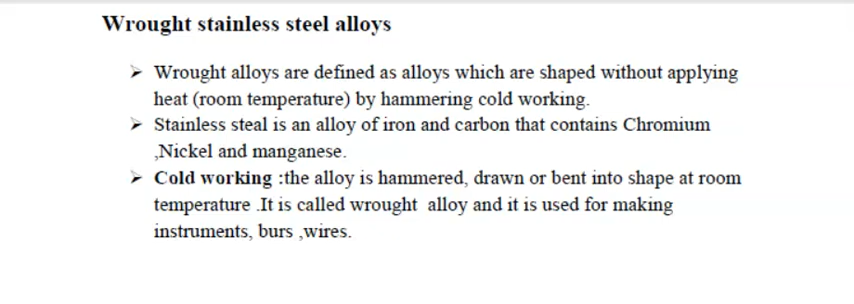 Wrought stainless steel alloys
➢ Wrought alloys are defined as alloys which are shaped without applying
heat (room temperature) by hammering cold working.
➢ Stainless steal is an alloy of iron and carbon that contains Chromium
,Nickel and manganese.
➢ Cold working :the alloy is hammered, drawn or bent into shape at room
temperature .It is called wrought  alloy and it is used for making
instruments, burs ,wires.